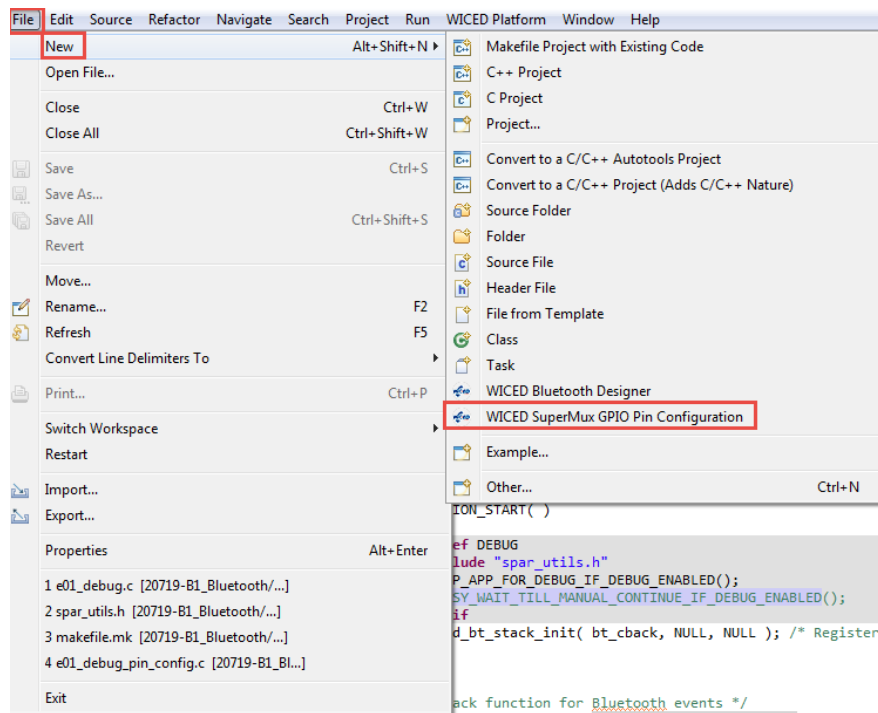 File Edit Source Refactor Navigate Search Project Run WICED Platform Window Help
New Alt+Shift+N
Open File...
Close Ctrl+W
Close All Ctrl+Shift+W
Save Ctrl+S
Save As...
Save All Ctrl+Shift+S
Revert
Move...
Rename... F2
Refresh F5
Convert Line Delimiters To
Print... Ctrl+P
Switch Workspace
Restart
Import...
Export...
Properties Alt+Enter
1 e01_debug.c [20719-B1_Bluetooth/...]
2 spar_utils.h [20719-B1_Bluetooth/...]
3 makefile.mk [20719-B1_Bluetooth/...]
4 e01_debug_pin_config.c [20719-B1_Bl...]
Exit
Makefile Project with Existing Code
C++ Project
C Project
Project...
Convert to a C/C++ Autotools Project
Convert to a C/C++ Project (Adds C/C++ Nature)
Source Folder
Folder
Source File
Header File
File from Template
Class
Task
WICED Bluetooth Designer
WICED SuperMux GPIO Pin Configuration
Example...
Other... Ctrl+N
ION_START( )
ef DEBUG
lude "spar_utils.h"
P_APP_FOR_DEBUG_IF_DEBUG_ENABLED();
SY_WAIT_TILL_MANUAL_CONTINUE_IF_DEBUG_ENABLED();
if
d_bt_stack_init( bt_cback, NULL, NULL ); /* Register
ack function for Bluetooth events */